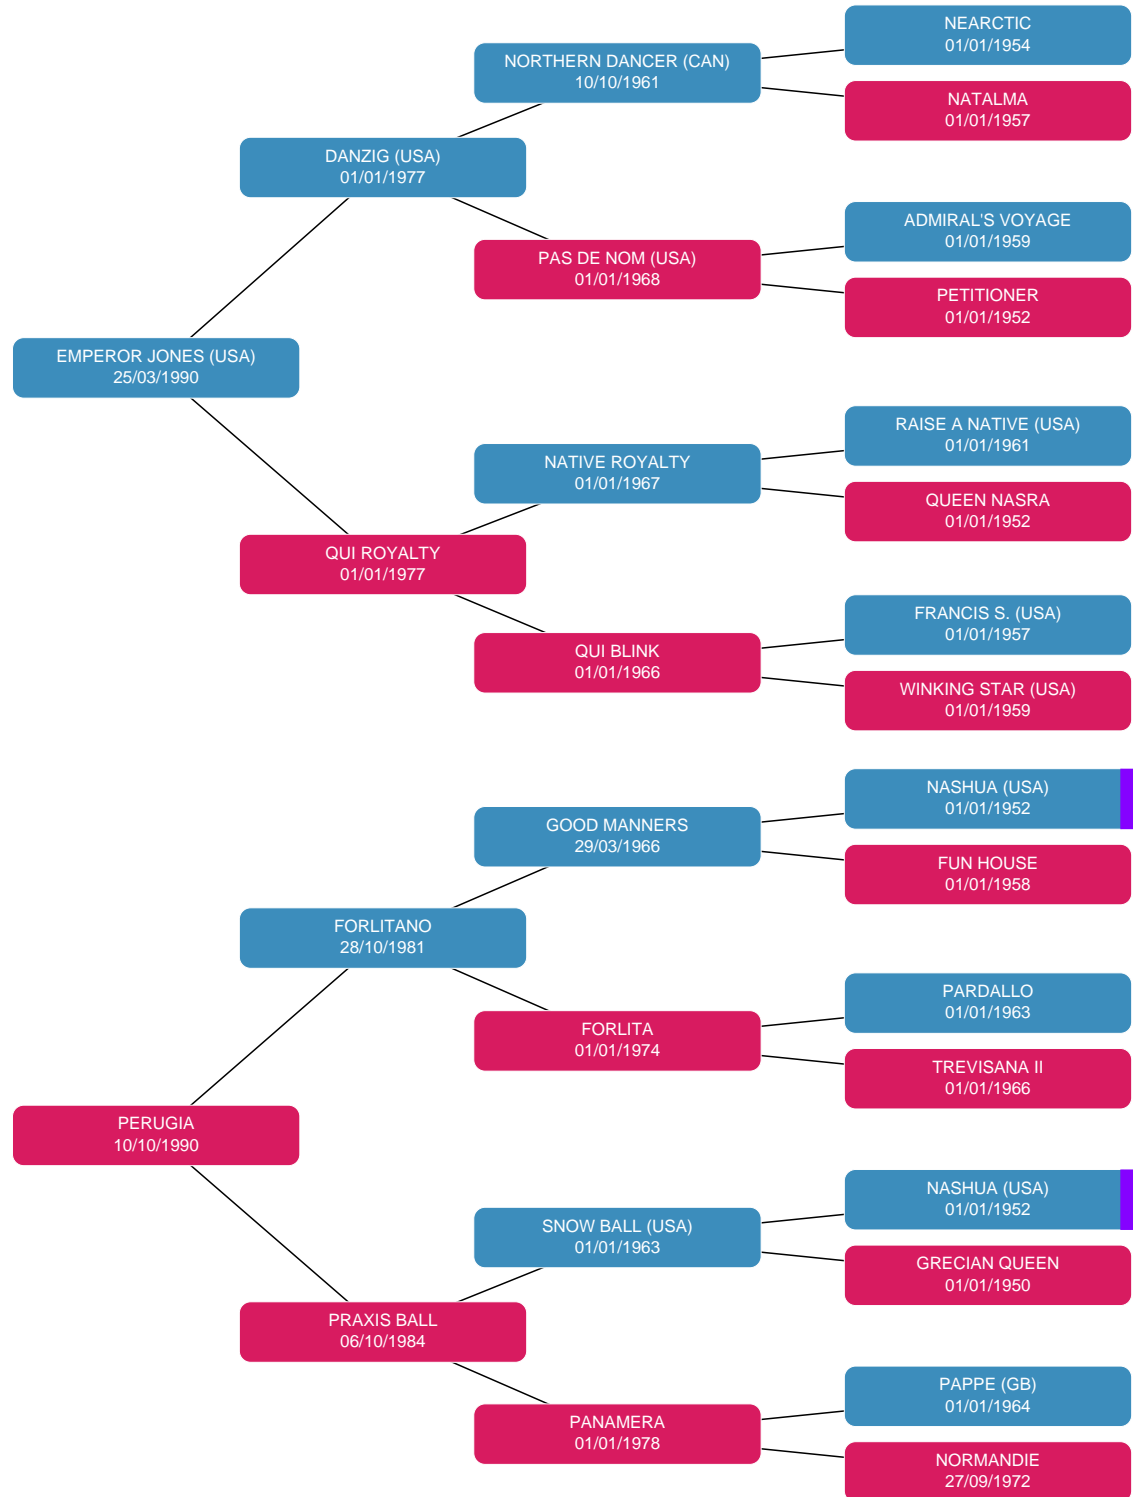 NEARCTIC
01/01/1954
NORTHERN DANCER (CAN)
10/10/1961
NATALMA
01/01/1957
DANZIG (USA)
01/01/1977
ADMIRAL'S VOYAGE
01/01/1959
PAS DE NOM (USA)
01/01/1968
PETITIONER
01/01/1952
EMPEROR JONES (USA)
25/03/1990
RAISE A NATIVE (USA)
01/01/1961
NATIVE ROYALTY
01/01/1967
QUEEN NASRA
01/01/1952
QUI ROYALTY
01/01/1977
FRANCIS S. (USA)
01/01/1957
QUI BLINK
01/01/1966
WINKING STAR (USA)
01/01/1959
NASHUA (USA)
01/01/1952
GOOD MANNERS
29/03/1966
FUN HOUSE
01/01/1958
FORLITANO
28/10/1981
PARDALLO
01/01/1963
FORLITA
01/01/1974
TREVISANA II
01/01/1966
PERUGIA
10/10/1990
NASHUA (USA)
01/01/1952
SNOW BALL (USA)
01/01/1963
GRECIAN QUEEN
01/01/1950
PRAXIS BALL
06/10/1984
PAPPE (GB)
01/01/1964
PANAMERA
01/01/1978
NORMANDIE
27/09/1972